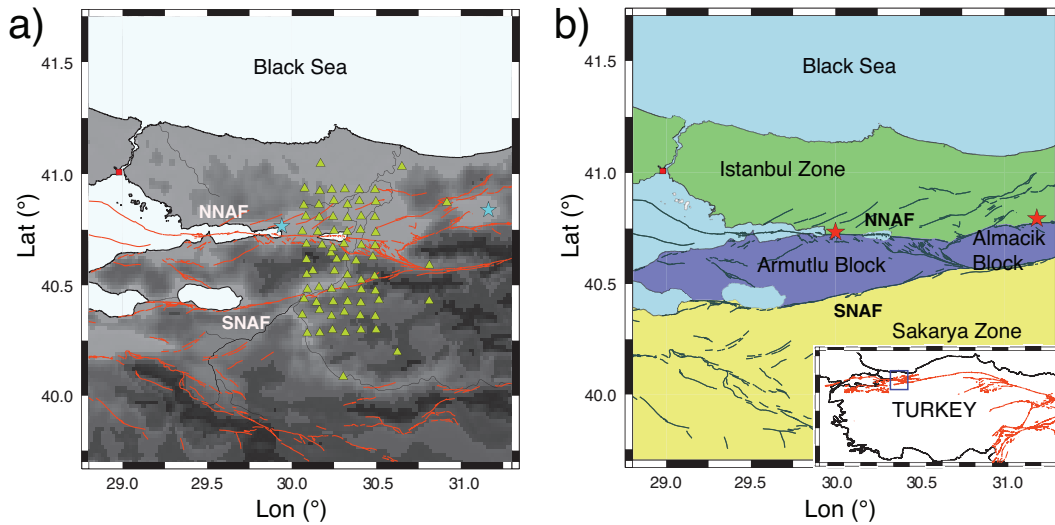 a)
Black Sea
NNAF
SNAF
41.5
41.0
40.5
40.0
Lat (°)
29.0 29.5 30.0 30.5 31.0
Lon (°)
b)
Black Sea
Istanbul Zone
NNAF
Almacik
Block
Armutlu Block
SNAF
Sakarya Zone
TURKEY
41.5
41.0
40.5
40.0
Lat (°)
29.0 29.5 30.0 30.5 31.0
Lon (°)